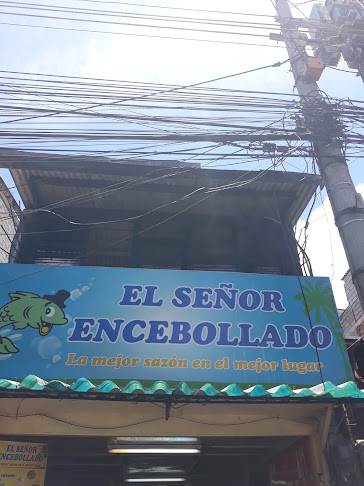 EL SEÑOR
ENCEBOLLADO
La mejor sazón en el mejor lugar
EL SEÑOR
ENCEBOLLADO